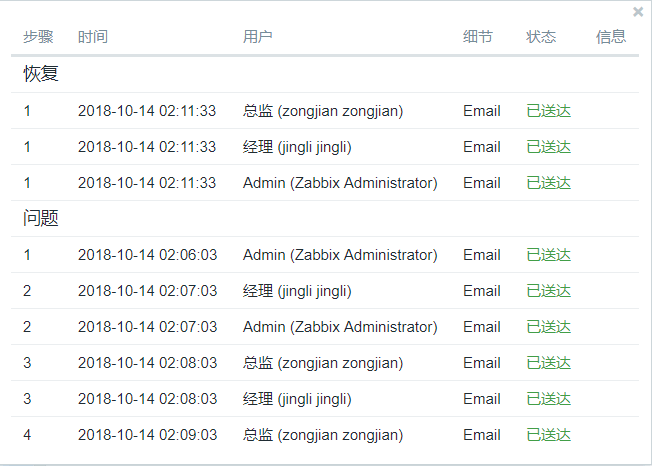 步骤 时间 用户 细节 状态 信息
恢复
1 2018-10-14 02:11:33 总监 (zongjian zongjian) Email 已送达
1 2018-10-14 02:11:33 经理 (jingli jingli) Email 已送达
1 2018-10-14 02:11:33 Admin (Zabbix Administrator) Email 已送达
问题
1 2018-10-14 02:06:03 Admin (Zabbix Administrator) Email 已送达
2 2018-10-14 02:07:03 经理 (jingli jingli) Email 已送达
2 2018-10-14 02:07:03 Admin (Zabbix Administrator) Email 已送达
3 2018-10-14 02:08:03 总监 (zongjian zongjian) Email 已送达
3 2018-10-14 02:08:03 经理 (jingli jingli) Email 已送达
4 2018-10-14 02:09:03 总监 (zongjian zongjian) Email 已送达